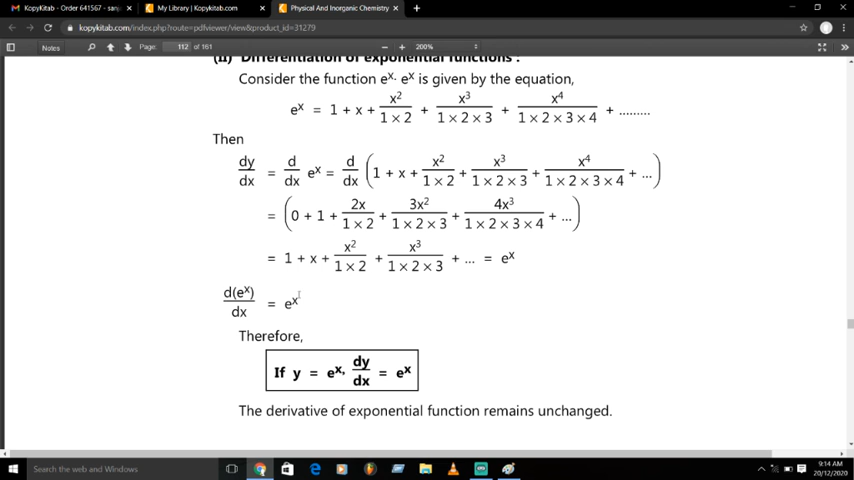 KopyKitab - Order 641567 - sanja
My Library | Kopykitab.com
Physical And Inorganic Chemistry
kopykitab.com/index.php?route=pdfviewer/view&product_id=31279
Notes Page: 112 of 161 200%
(II) Differentiation of exponential functions :
Consider the function eˣ. eˣ is given by the equation,
eˣ = 1 + x + x²/1 × 2 + x³/1 × 2 × 3 + x⁴/1 × 2 × 3 × 4 + .........
Then
dy/dx = d/dx eˣ = d/dx (1 + x + x²/1 × 2 + x³/1 × 2 × 3 + x⁴/1 × 2 × 3 × 4 + ...)
= (0 + 1 + 2x/1 × 2 + 3x²/1 × 2 × 3 + 4x³/1 × 2 × 3 × 4 + ...)
= 1 + x + x²/1 × 2 + x³/1 × 2 × 3 + ... = eˣ
d(eˣ)/dx = eˣ
Therefore,
If y = eˣ, dy/dx = eˣ
The derivative of exponential function remains unchanged.
Search the web and Windows
9:14 AM
20/12/2020